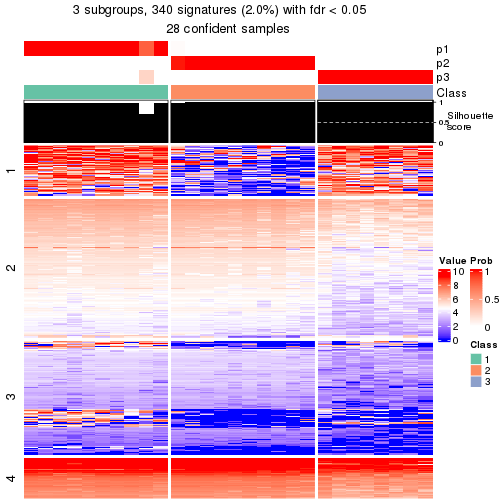 3 subgroups, 340 signatures (2.0%) with fdr < 0.05
28 confident samples
p1
p2
p3
Class
1
0.5
0
Silhouette
score
1
2
3
4
Value
10
8
6
4
2
0
Prob
1
0.5
0
Class
1
2
3